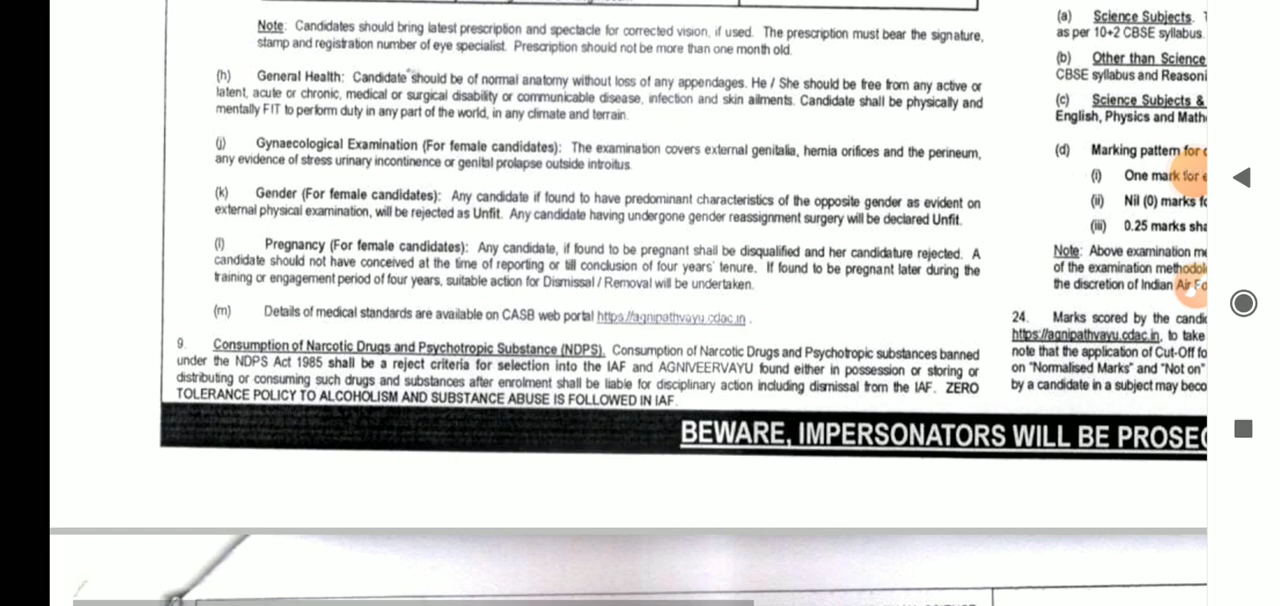 Note: Candidates should bring latest prescription and spectacle for corrected vision, if used. The prescription must bear the signature,
stamp and registration number of eye specialist. Prescription should not be more than one month old.
(h) General Health: Candidate should be of normal anatomy without loss of any appendages. He / She should be free from any active or
latent, acute or chronic, medical or surgical disability or communicable disease, infection and skin ailments. Candidate shall be physically and
mentally FIT to perform duty in any part of the world, in any climate and terrain.
(j) Gynaecological Examination (For female candidates): The examination covers external genitalia, hernia orifices and the perineum,
any evidence of stress urinary incontinence or genital prolapse outside introitus.
(k) Gender (For female candidates): Any candidate if found to have predominant characteristics of the opposite gender as evident on
external physical examination, will be rejected as Unfit. Any candidate having undergone gender reassignment surgery will be declared Unfit.
(l) Pregnancy (For female candidates): Any candidate, if found to be pregnant shall be disqualified and her candidature rejected. A
candidate should not have conceived at the time of reporting or till conclusion of four years' tenure. If found to be pregnant later during the
training or engagement period of four years, suitable action for Dismissal / Removal will be undertaken.
(m) Details of medical standards are available on CASB web portal https://agnipathvayu.cdac.in .
9. Consumption of Narcotic Drugs and Psychotropic Substance (NDPS). Consumption of Narcotic Drugs and Psychotropic substances banned
under the NDPS Act 1985 shall be a reject criteria for selection into the IAF and AGNIVEERVAYU found either in possession or storing or
distributing or consuming such drugs and substances after enrolment shall be liable for disciplinary action including dismissal from the IAF. ZERO
TOLERANCE POLICY TO ALCOHOLISM AND SUBSTANCE ABUSE IS FOLLOWED IN IAF.
(a) Science Subjects.
as per 10+2 CBSE syllabus.
(b) Other than Science
CBSE syllabus and Reasoni
(c) Science Subjects &
English, Physics and Math
(d) Marking pattern for
(i) One mark for
(ii) Nil (0) marks fo
(iii) 0.25 marks sha
Note: Above examination me
of the examination methodol
the discretion of Indian Air Fo
24. Marks scored by the candi
https://agnipathvayu.cdac.in, to take
note that the application of Cut-Off fo
on "Normalised Marks" and "Not on"
by a candidate in a subject may beco
BEWARE, IMPERSONATORS WILL BE PROSEC